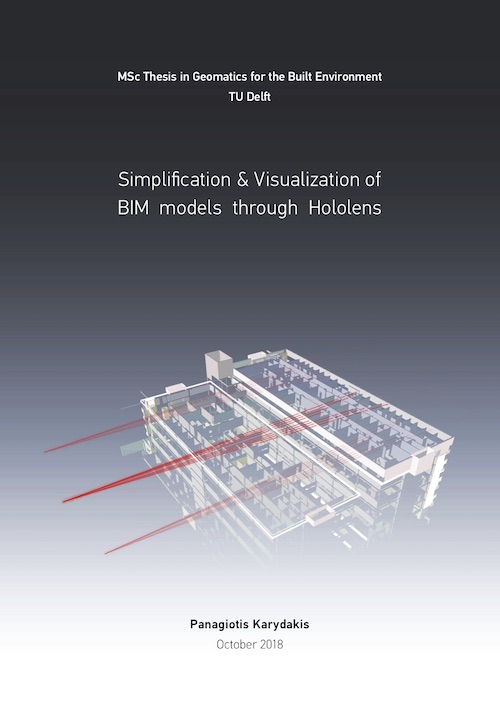 MSc Thesis in Geomatics for the Built Environment
TU Delft
Simplification & Visualization of
BIM models through Hololens
Panagiotis Karydakis
October 2018